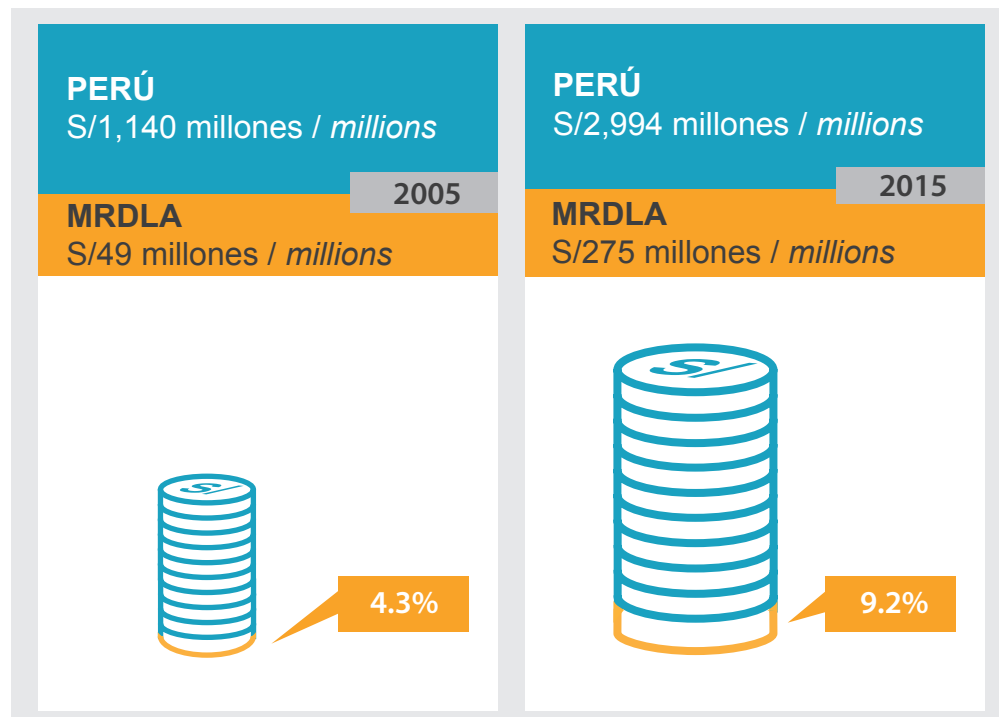 PERÚ
S/1,140 millones / millions
2005
MRDLA
S/49 millones / millions
S/
4.3%
PERÚ
S/2,994 millones / millions
2015
MRDLA
S/275 millones / millions
S/
9.2%